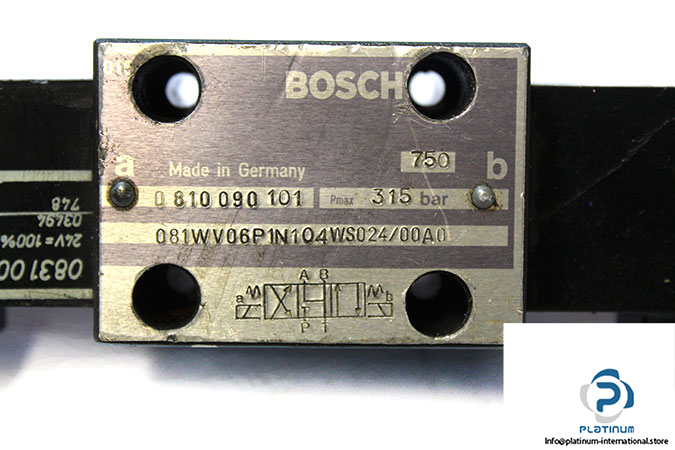 BOSCH
750
a
Made in Germany
b
0 810 090 101
Pmax 315 bar
081WV06P1N104WS024/00A0
A B
a
b
P T
0831 00
24V=100%
03494
748
PLATINUM
Info@platinum-international.store